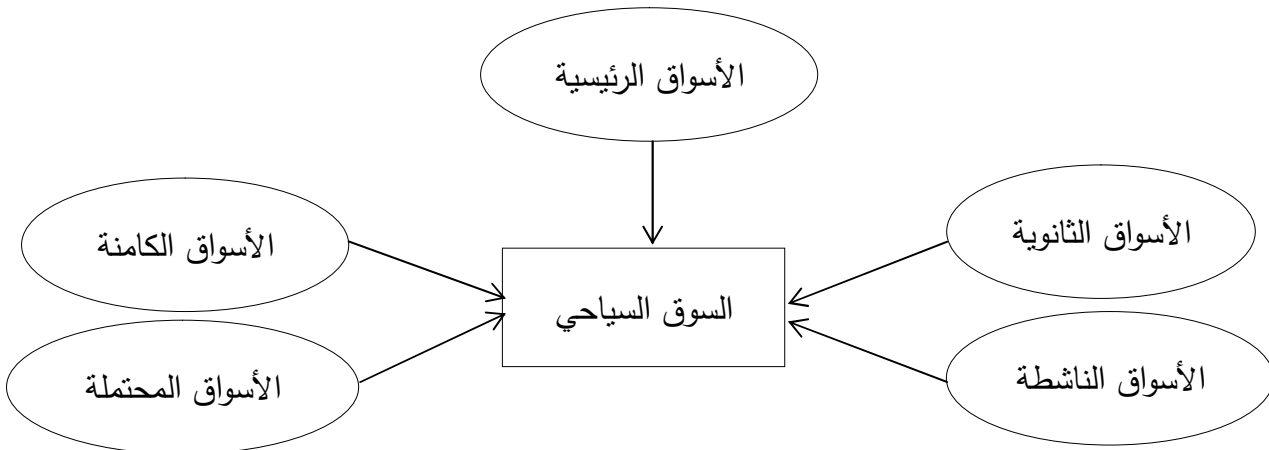 الأسواق الرئيسية
الأسواق الثانوية
الأسواق الكامنة
السوق السياحي
الأسواق الناشطة
الأسواق المحتملة